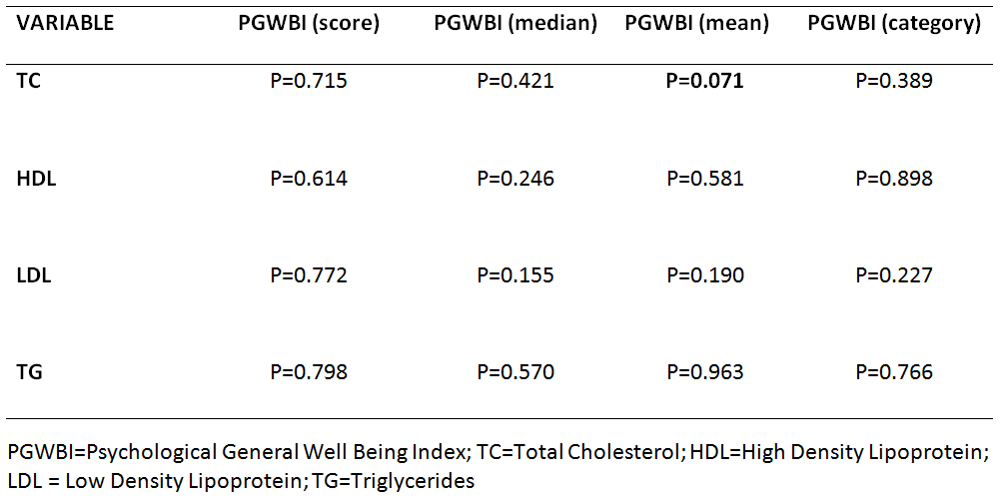 VARIABLE PGWBI (score) PGWBI (median) PGWBI (mean) PGWBI (category)
TC P=0.715 P=0.421 P=0.071 P=0.389
HDL P=0.614 P=0.246 P=0.581 P=0.898
LDL P=0.772 P=0.155 P=0.190 P=0.227
TG P=0.798 P=0.570 P=0.963 P=0.766
PGWBI=Psychological General Well Being Index; TC=Total Cholesterol; HDL=High Density Lipoprotein;
LDL = Low Density Lipoprotein; TG=Triglycerides